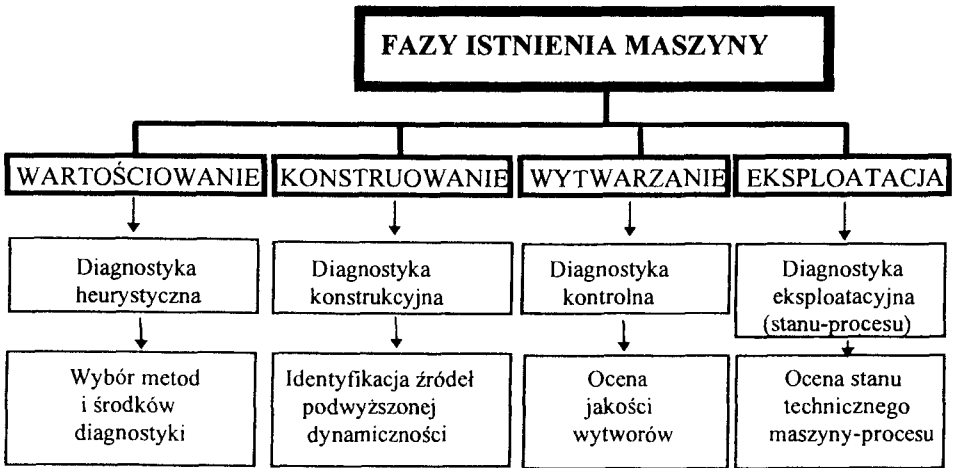 FAZY ISTNIENIA MASZYNY
WARTOŚCIOWANIE
KONSTRUOWANIE
WYTWARZANIE
EKSPLOATACJA
Diagnostyka
heurystyczna
Diagnostyka
konstrukcyjna
Diagnostyka
kontrolna
Diagnostyka
eksploatacyjna
(stanu-procesu)
Wybór metod
i środków
diagnostyki
Identyfikacja źródeł
podwyższonej
dynamiczności
Ocena
jakości
wytworów
Ocena stanu
technicznego
maszyny-procesu